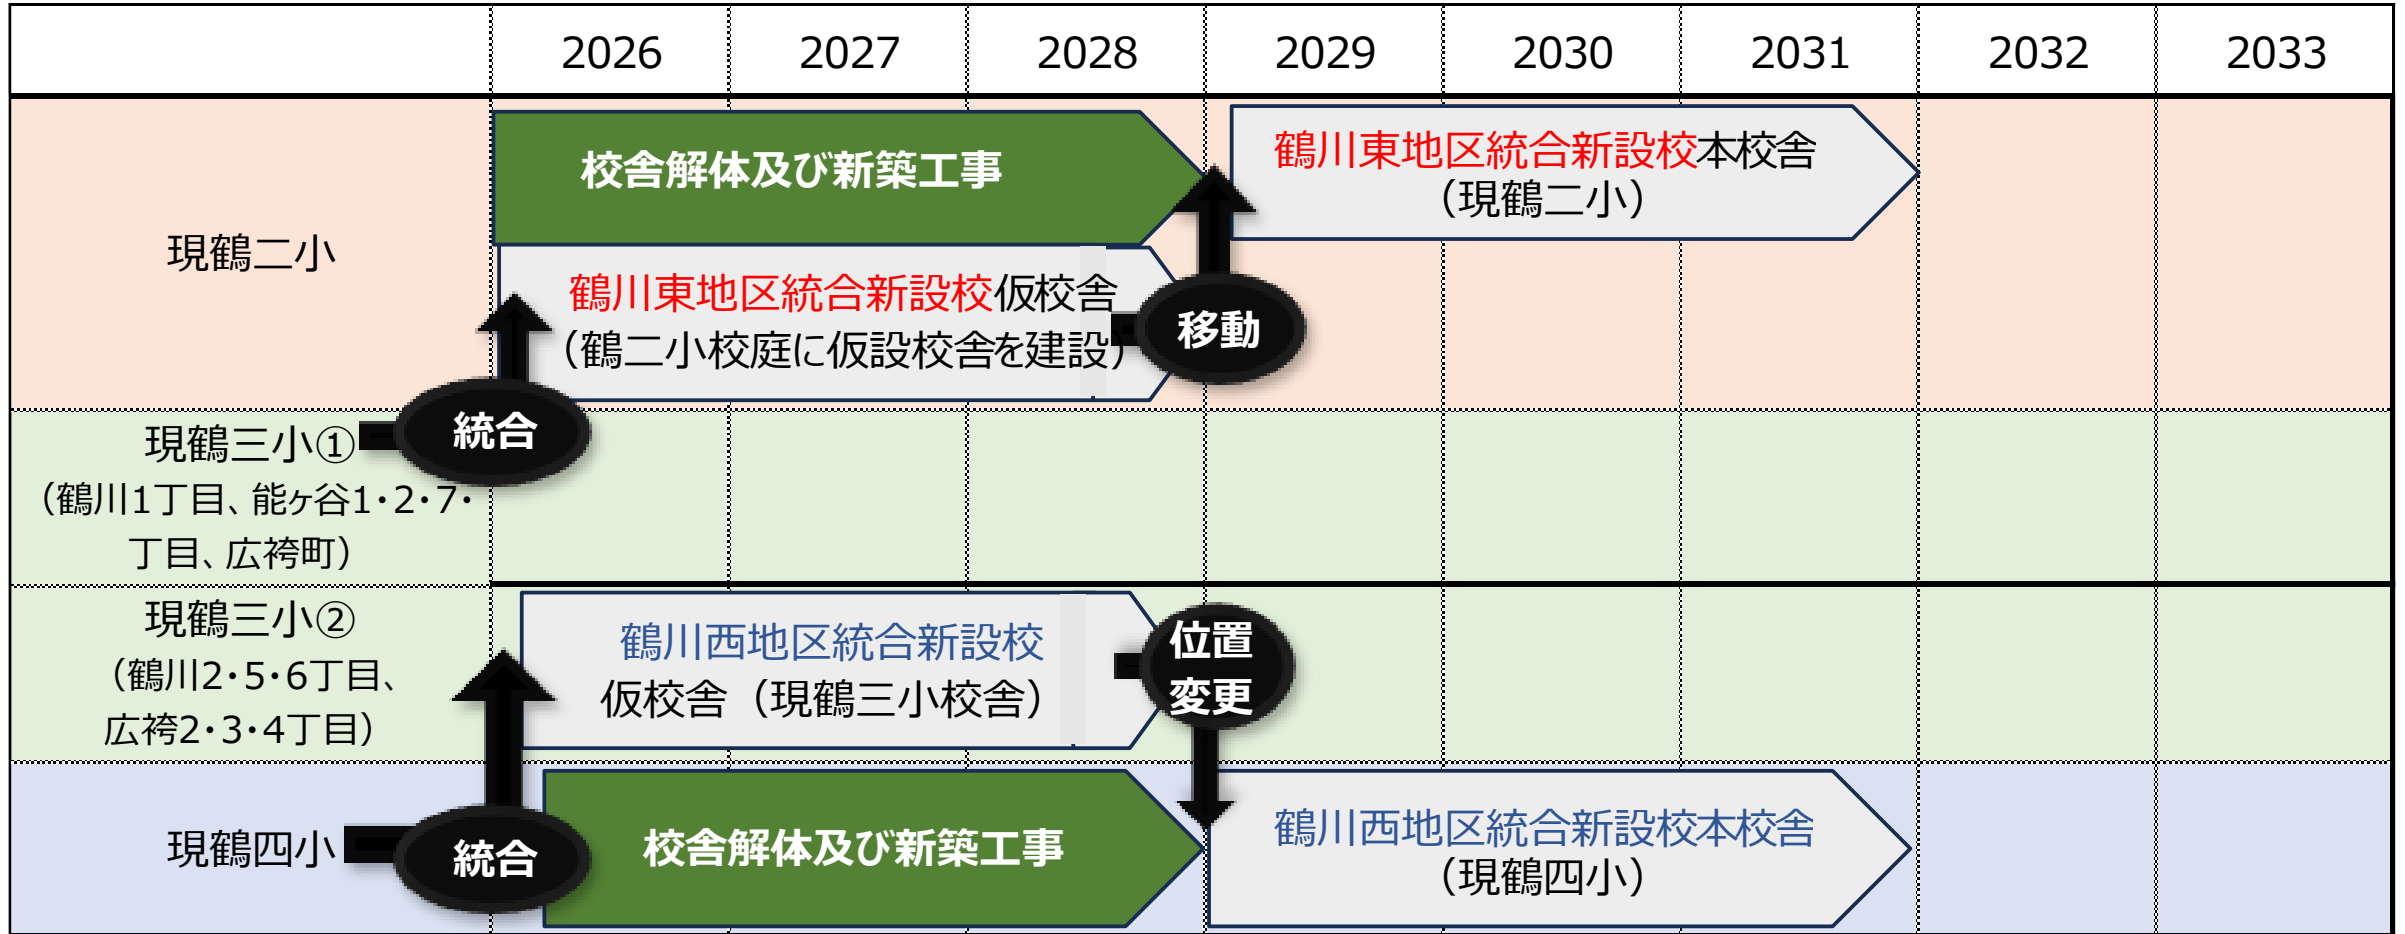 2026 2027 2028 2029 2030 2031 2032 2033
現鶴二小
校舎解体及び新築工事
鶴川東地区統合新設校本校舎
（現鶴二小）
鶴川東地区統合新設校仮校舎
（鶴二小校庭に仮設校舎を建設）
移動
統合
現鶴三小①
（鶴川1丁目、能ヶ谷1・2・7・
丁目、広袴町）
現鶴三小②
（鶴川2・5・6丁目、
広袴2・3・4丁目）
鶴川西地区統合新設校
仮校舎（現鶴三小校舎）
位置
変更
現鶴四小
統合
校舎解体及び新築工事
鶴川西地区統合新設校本校舎
（現鶴四小）